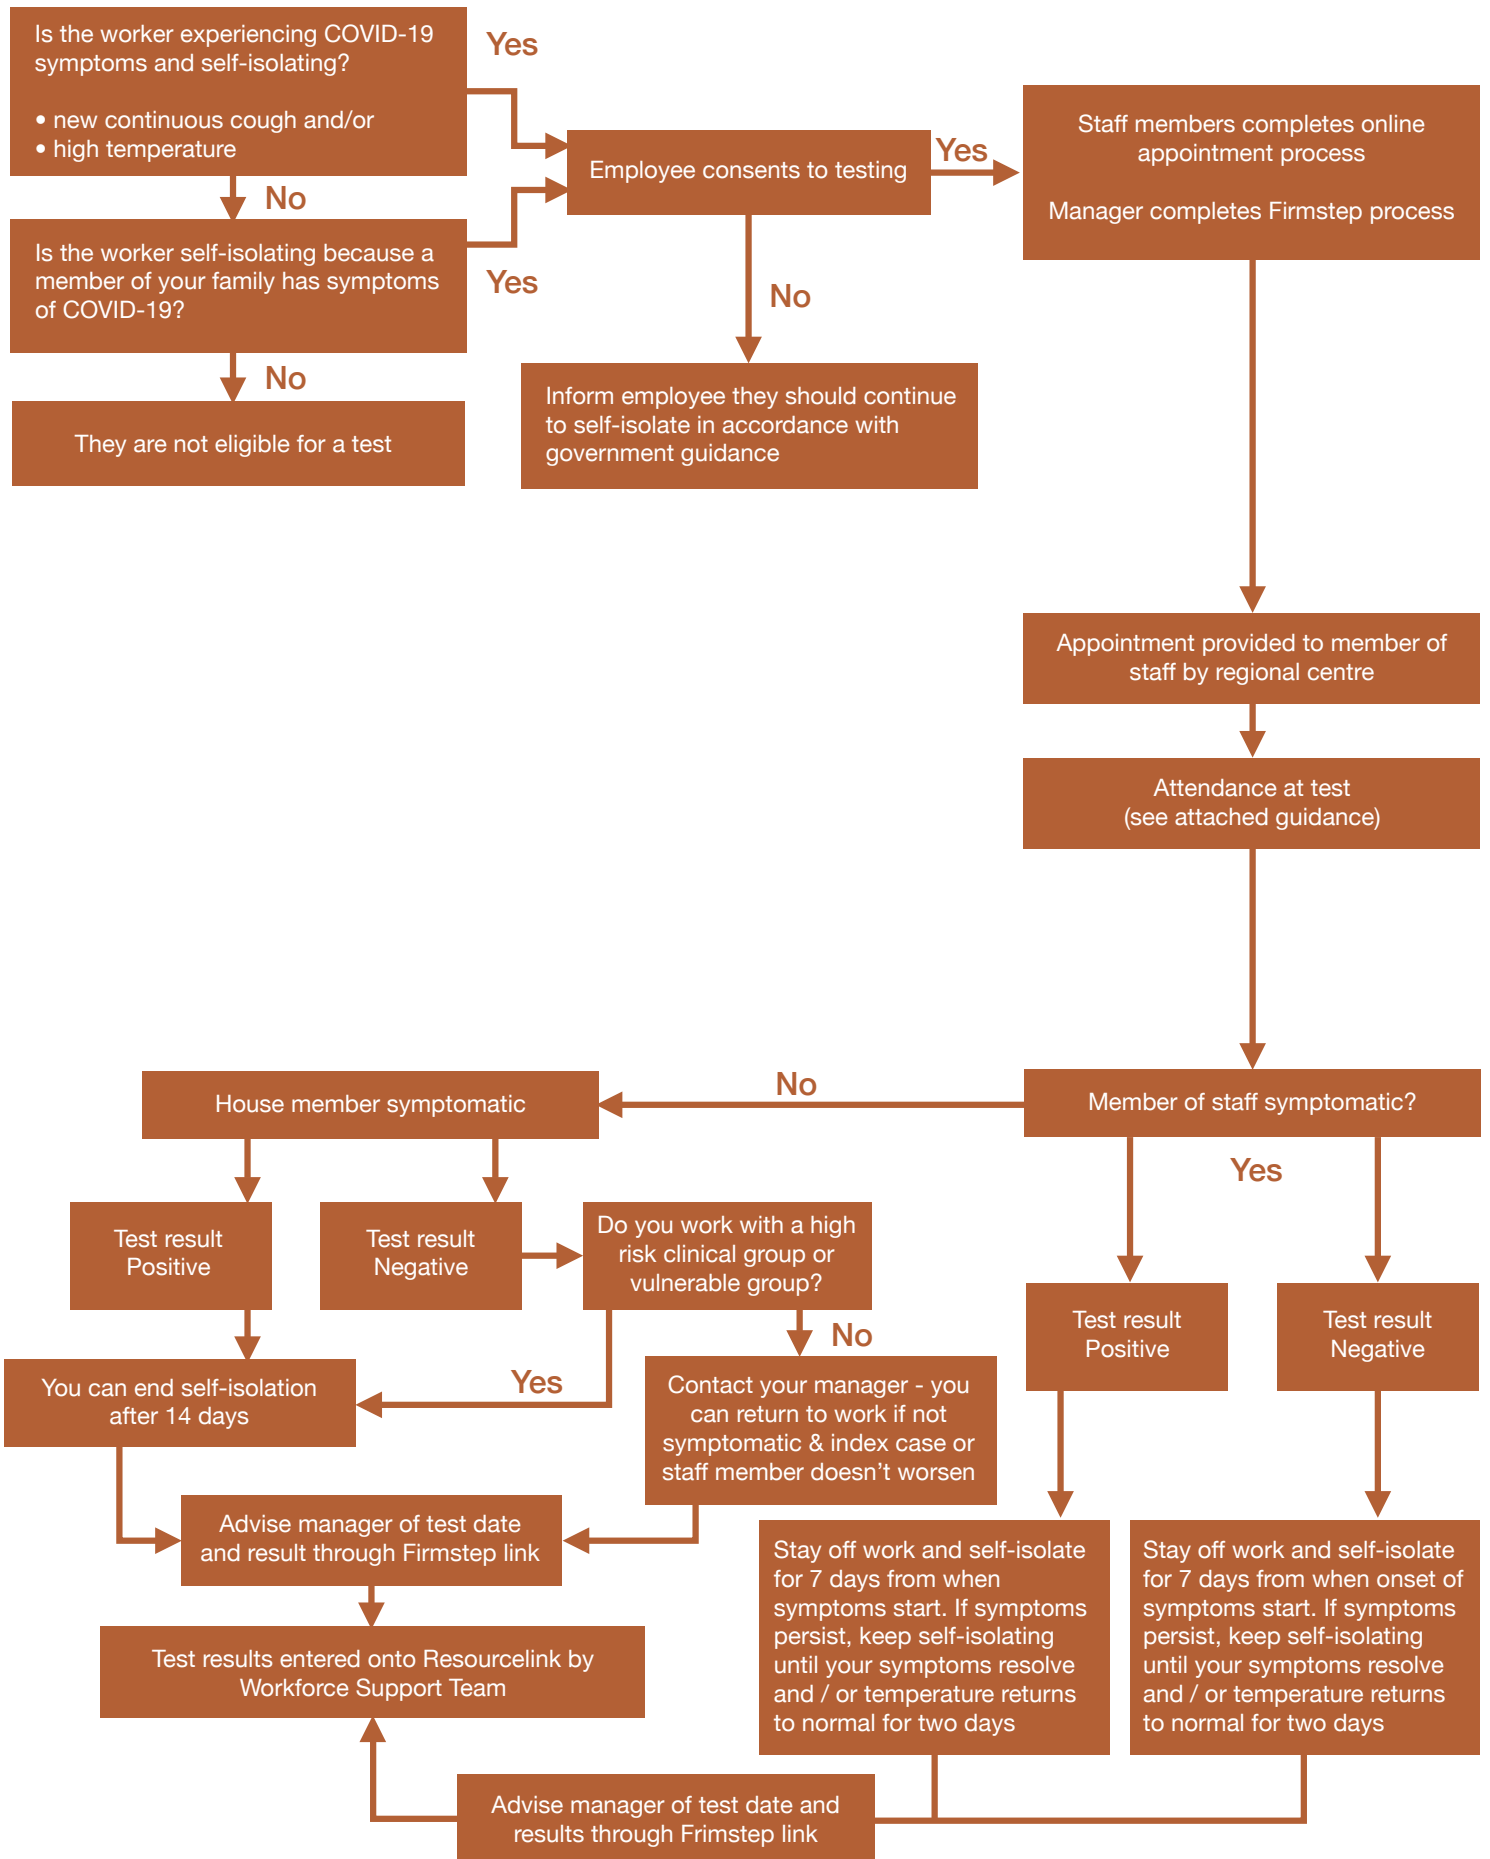 Is the worker experiencing COVID-19
symptoms and self-isolating?
• new continuous cough and/or
• high temperature
Yes
No
Is the worker self-isolating because a
member of your family has symptoms
of COVID-19?
Yes
No
They are not eligible for a test
Employee consents to testing
Yes
No
Inform employee they should continue
to self-isolate in accordance with
government guidance
Staff members completes online
appointment process
Manager completes Firmstep process
Appointment provided to member of
staff by regional centre
Attendance at test
(see attached guidance)
Member of staff symptomatic?
No
Yes
House member symptomatic
Test result
Positive
Test result
Negative
Do you work with a high
risk clinical group or
vulnerable group?
Yes
No
You can end self-isolation
after 14 days
Contact your manager - you
can return to work if not
symptomatic & index case or
staff member doesn't worsen
Advise manager of test date
and result through Firmstep link
Test results entered onto Resourcelink by
Workforce Support Team
Test result
Positive
Test result
Negative
Stay off work and self-isolate
for 7 days from when
symptoms start. If symptoms
persist, keep self-isolating
until your symptoms resolve
and / or temperature returns
to normal for two days
Stay off work and self-isolate
for 7 days from when onset of
symptoms start. If symptoms
persist, keep self-isolating
until your symptoms resolve
and / or temperature returns
to normal for two days
Advise manager of test date and
results through Frimstep link